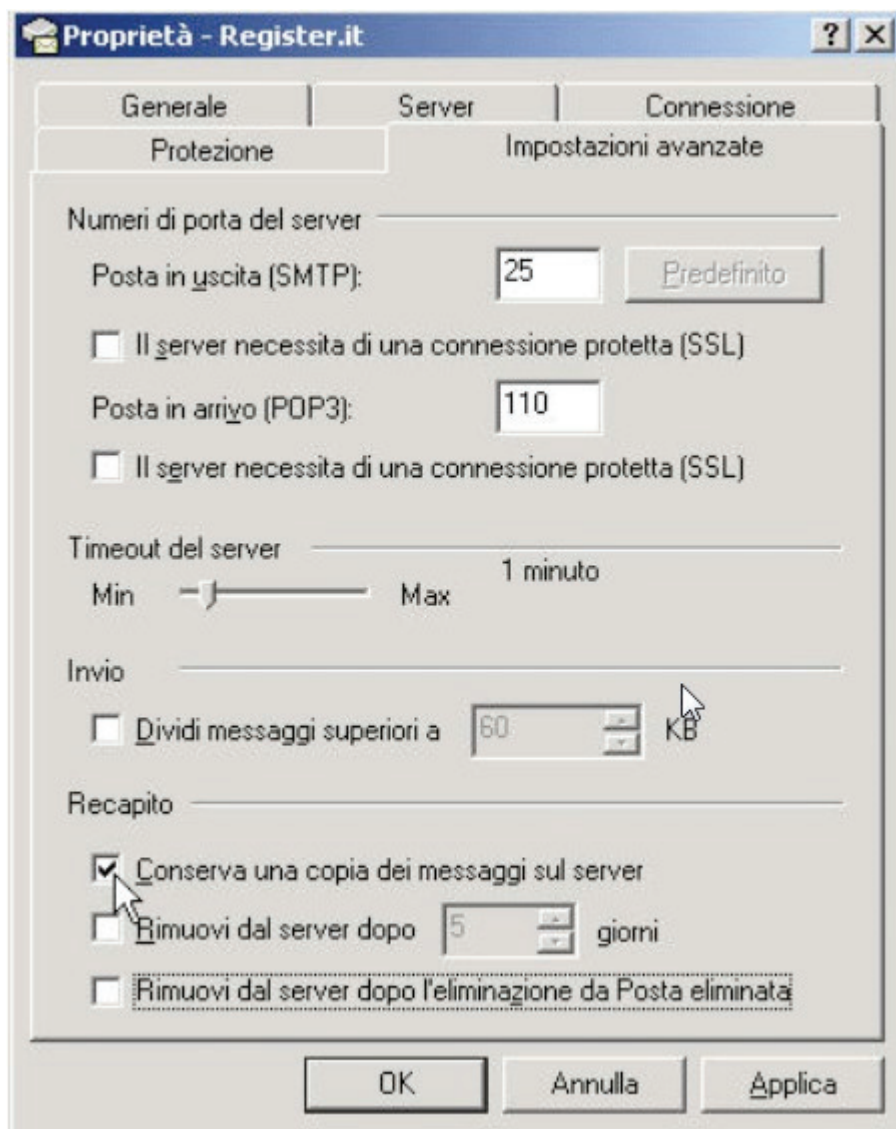 Proprietà - Register.it
Generale Server Connessione
Protezione Impostazioni avanzate
Numeri di porta del server
Posta in uscita (SMTP): 25 Predefinito
Il server necessita di una connessione protetta (SSL)
Posta in arrivo (POP3): 110
Il server necessita di una connessione protetta (SSL)
Timeout del server
Min Max 1 minuto
Invio
Dividi messaggi superiori a 60 KB
Recapito
Conserva una copia dei messaggi sul server
Rimuovi dal server dopo 5 giorni
Rimuovi dal server dopo l'eliminazione da Posta eliminata
OK Annulla Applica